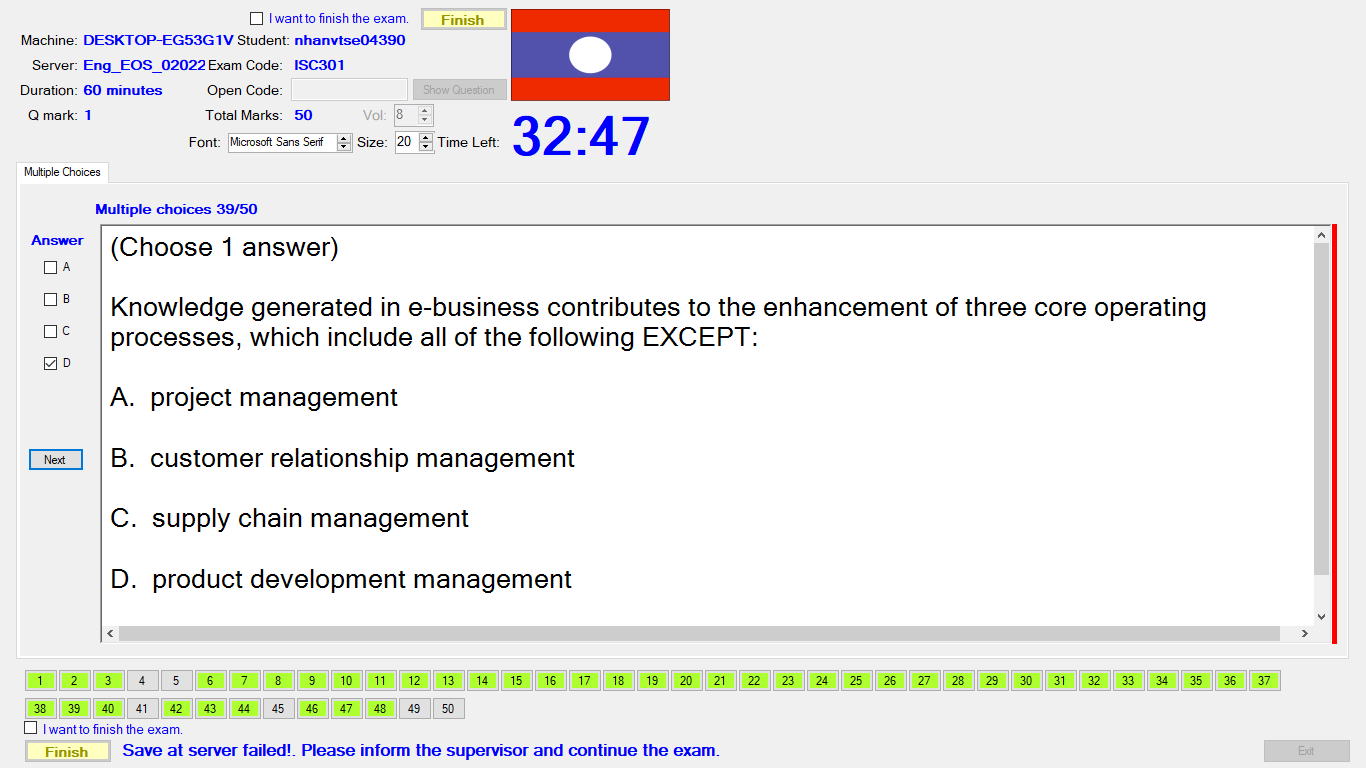 I want to finish the exam. Finish
Machine: DESKTOP-EG53G1V Student: nhanvtse04390
Server: Eng_EOS_02022 Exam Code: ISC301
Duration: 60 minutes Open Code: Show Question
Q mark: 1 Total Marks: 50 Vol: 8
Font: Microsoft Sans Serif Size: 20 Time Left: 32:47
Multiple Choices
Multiple choices 39/50
Answer
A
B
C
D
Next
(Choose 1 answer)
Knowledge generated in e-business contributes to the enhancement of three core operating
processes, which include all of the following EXCEPT:
A. project management
B. customer relationship management
C. supply chain management
D. product development management
1 2 3 4 5 6 7 8 9 10 11 12 13 14 15 16 17 18 19 20 21 22 23 24 25 26 27 28 29 30 31 32 33 34 35 36 37
38 39 40 41 42 43 44 45 46 47 48 49 50
I want to finish the exam.
Finish Save at server failed!. Please inform the supervisor and continue the exam. Exit